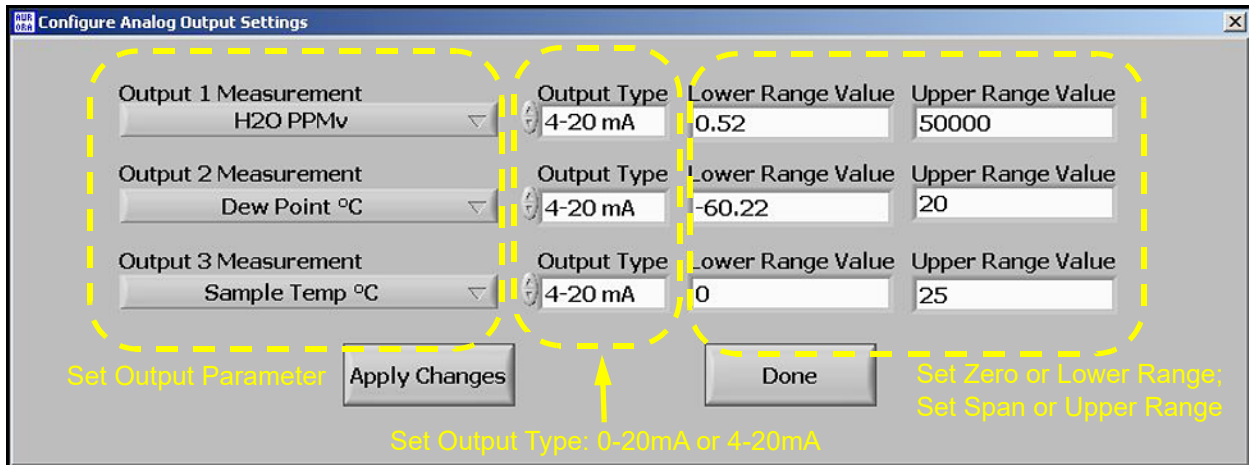 AUR
ORA
Configure Analog Output Settings
Output 1 Measurement Output Type Lower Range Value Upper Range Value
H2O PPMv 4-20 mA 0.52 50000
Output 2 Measurement Output Type Lower Range Value Upper Range Value
Dew Point ºC 4-20 mA -60.22 20
Output 3 Measurement Output Type Lower Range Value Upper Range Value
Sample Temp ºC 4-20 mA 0 25
Set Output Parameter Apply Changes Done Set Zero or Lower Range;
Set Span or Upper Range
Set Output Type: 0-20mA or 4-20mA